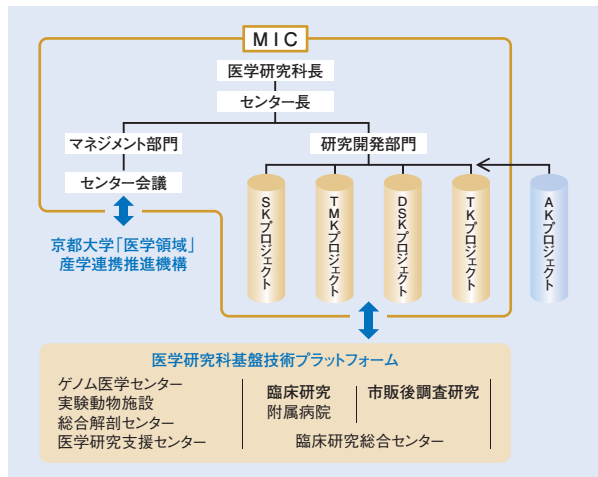 MIC
医学研究科長
センター長
マネジメント部門
研究開発部門
センター会議
SKプロジェクト
TMKプロジェクト
DSKプロジェクト
TKプロジェクト
AKプロジェクト
京都大学「医学領域」
産学連携推進機構
医学研究科基盤技術プラットフォーム
ゲノム医学センター
実験動物施設
総合解剖センター
医学研究支援センター
臨床研究
附属病院
市販後調査研究
臨床研究総合センター